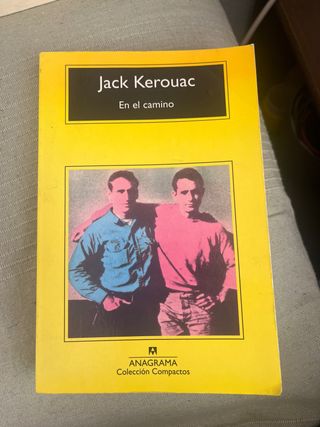 Jack Kerouac
En el camino
ANAGRAMA
Colección Compactos